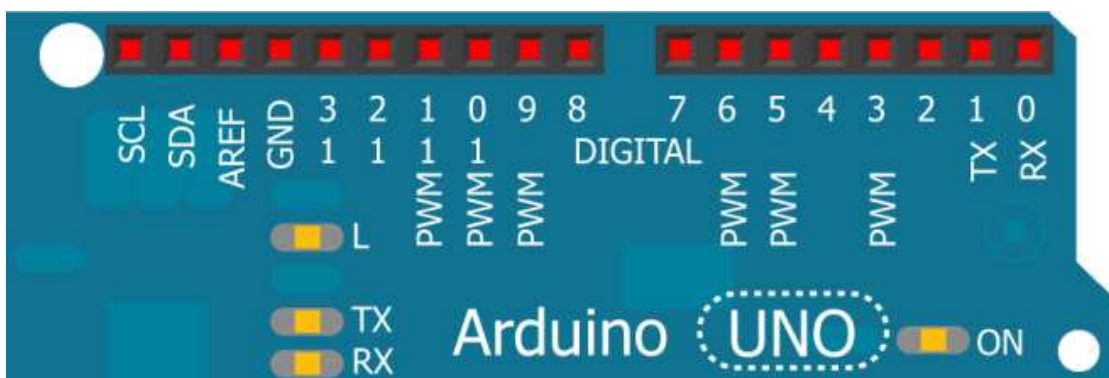 SCL SDA AREF GND 13 12 11 10 9 8 7 6 5 4 3 2 1 0
DIGITAL
PWM PWM PWM PWM PWM PWM TX RX
L
TX
RX
Arduino UNO ON